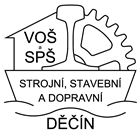 VOŠ
a
SPŠ
STROJNÍ, STAVEBNÍ
A DOPRAVNÍ
DĚČÍN